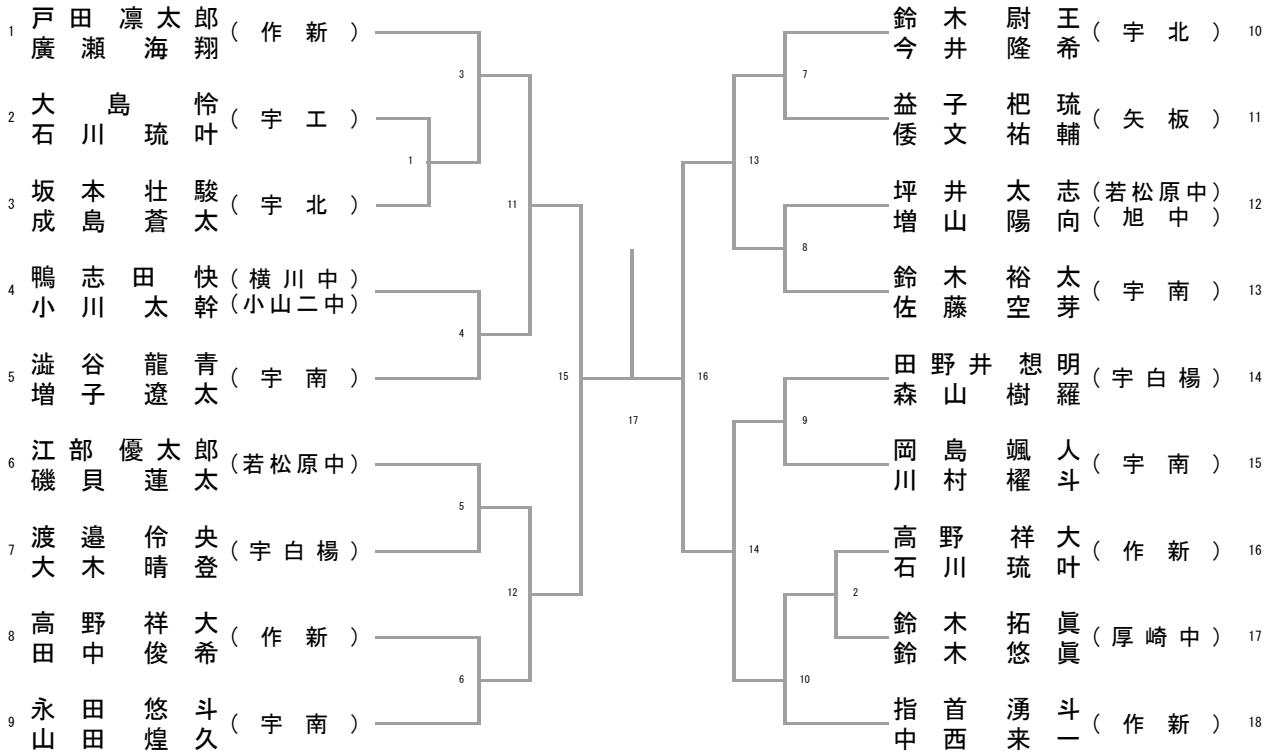 1 戸田凛太郎 (作新)
廣瀬海翔
2 大島怜 (宇工)
石川琉叶
3 坂本壮駿 (宇北)
成島蒼太
4 鴨志田快 (横川中)
小川太幹 (小山二中)
5 澁谷龍青 (宇南)
増子遼太
6 江部優太郎 (若松原中)
磯貝蓮太
7 渡邉伶央 (宇白楊)
大木晴登
8 高野祥大 (作新)
田中俊希
9 永田悠斗 (宇南)
山田煌久
3
1
11
4
15
5
12
6
17
鈴木尉王 (宇北) 10
今井隆希
益子杷琉 (矢板) 11
倭文祐輔
坪井太志 (若松原中) 12
増山陽向 (旭中)
鈴木裕太 (宇南) 13
佐藤空芽
田野井想明 (宇白楊) 14
森山樹羅
岡島颯人 (宇南) 15
川村櫂斗
高野祥大 (作新) 16
石川琉叶
鈴木拓眞 (厚崎中) 17
鈴木悠眞
指首湧斗 (作新) 18
中西来一
7
13
8
16
9
14
2
10